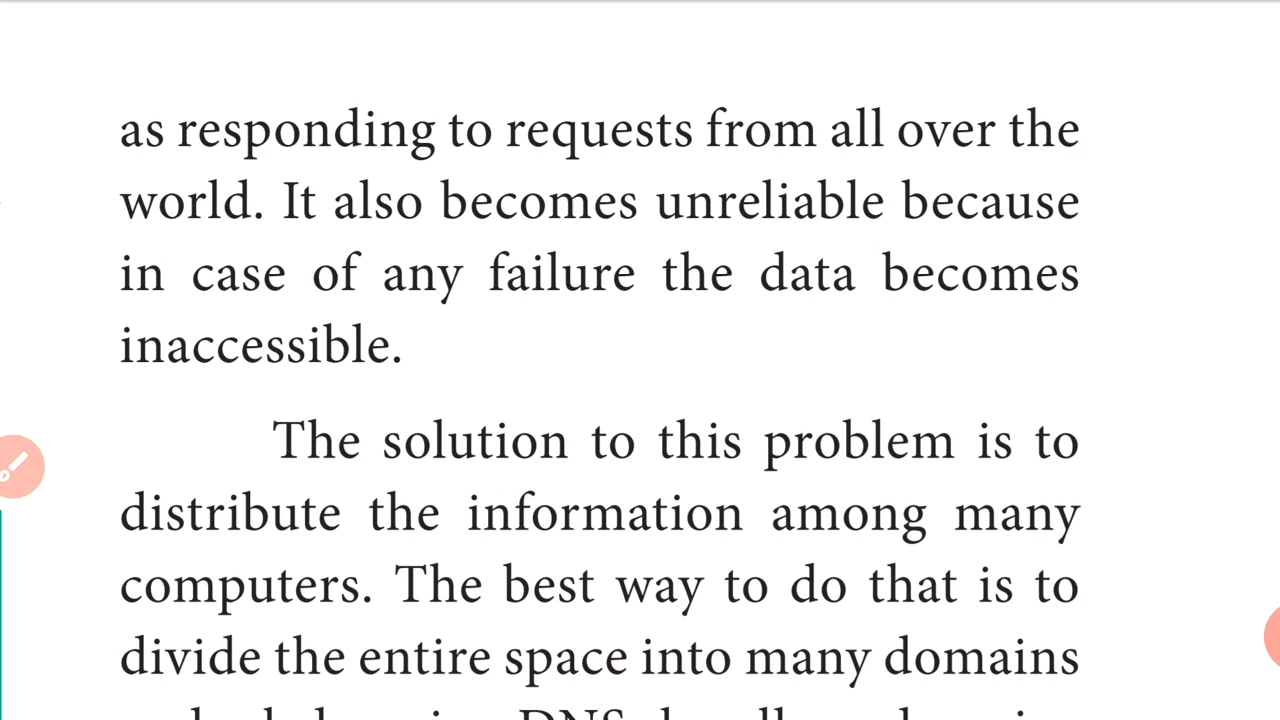 as responding to requests from all over the
world. It also becomes unreliable because
in case of any failure the data becomes
inaccessible.
The solution to this problem is to
distribute the information among many
computers. The best way to do that is to
divide the entire space into many domains
DNS